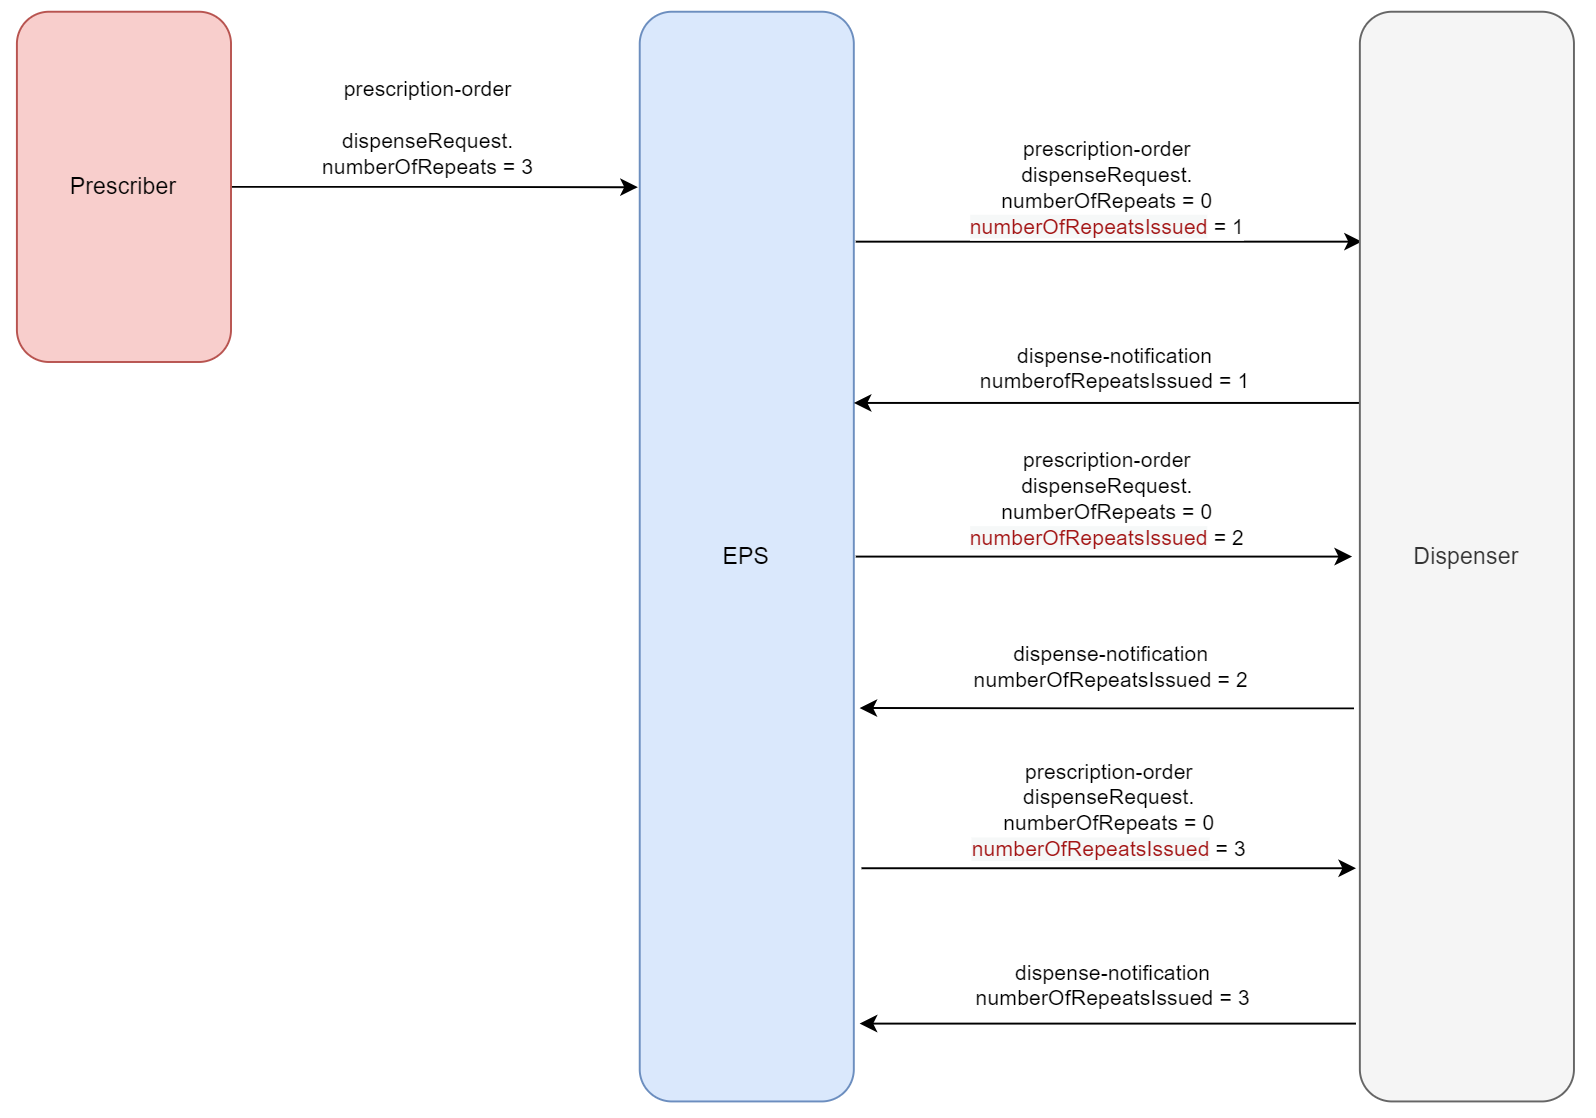 prescription-order
dispenseRequest.
numberOfRepeats = 3
Prescriber
prescription-order
dispenseRequest.
numberOfRepeats = 0
numberOfRepeatsIssued = 1
dispense-notification
numberofRepeatsIssued = 1
prescription-order
dispenseRequest.
numberOfRepeats = 0
numberOfRepeatsIssued = 2
EPS
Dispenser
dispense-notification
numberOfRepeatsIssued = 2
prescription-order
dispenseRequest.
numberOfRepeats = 0
numberOfRepeatsIssued = 3
dispense-notification
numberOfRepeatsIssued = 3